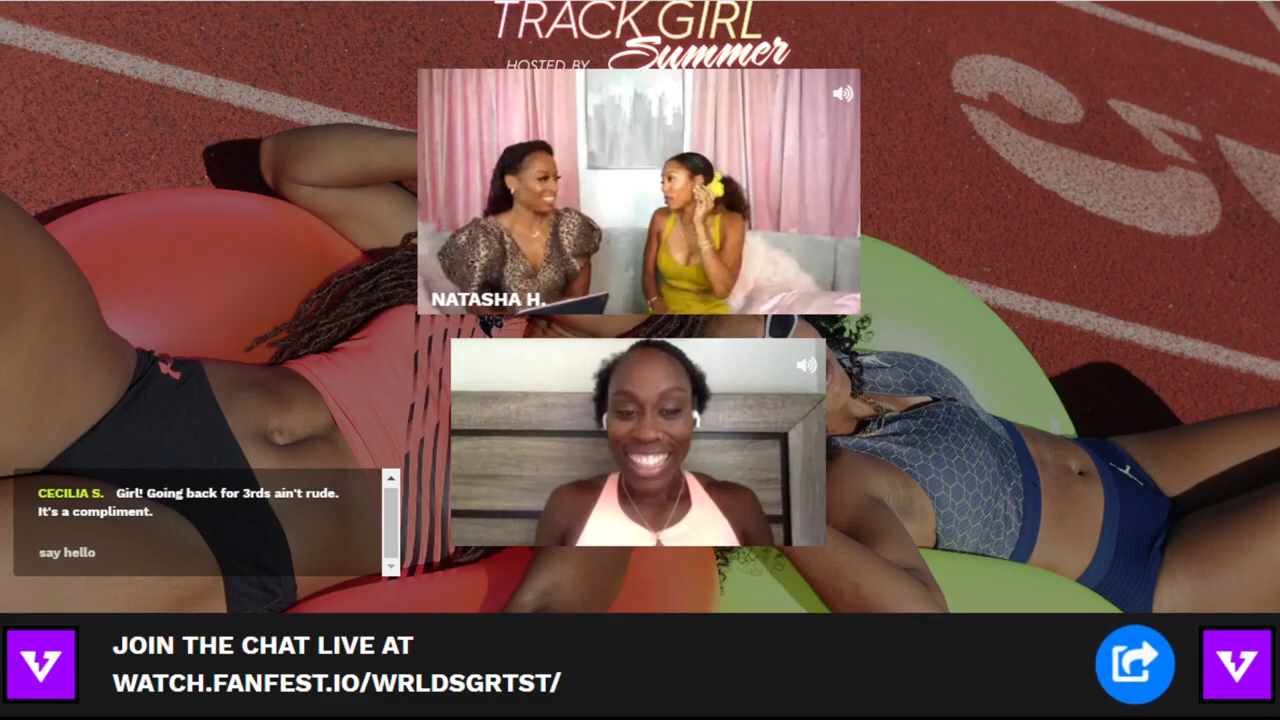 TRACK GIRL
Summer
HOSTED BY
NATASHA H.
CECILIA S. Girl! Going back for 3rds ain't rude.
It's a compliment.
say hello
JOIN THE CHAT LIVE AT
WATCH.FANFEST.IO/WRLDSGRTST/